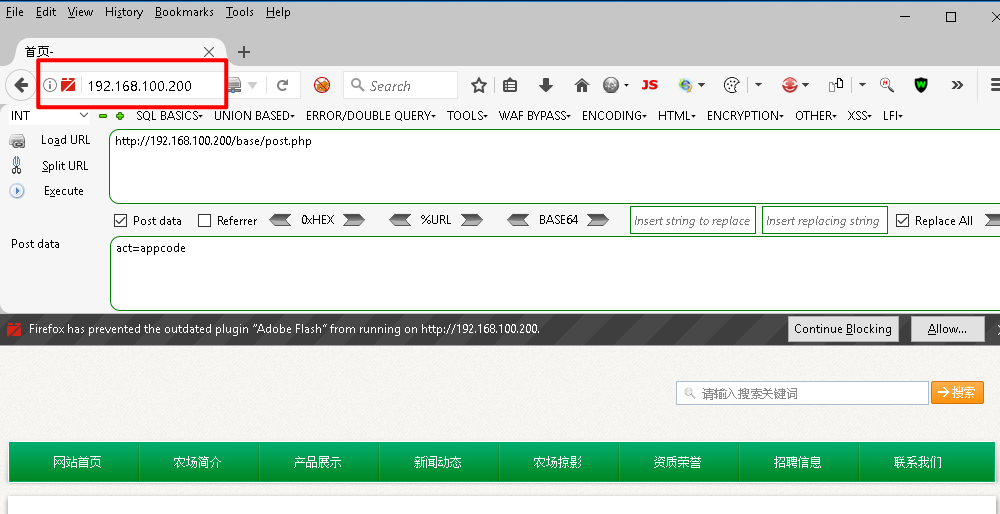 File Edit View History Bookmarks Tools Help
首页-
192.168.100.200
Search
JS
INT SQL BASICS UNION BASED ERROR/DOUBLE QUERY TOOLS WAF BYPASS ENCODING HTML ENCRYPTION OTHER XSS LFI
Load URL
http://192.168.100.200/base/post.php
Split URL
Execute
Post data Referrer 0xHEX %URL BASE64 Insert string to replace Insert replacing string Replace All
Post data
act=appcode
Firefox has prevented the outdated plugin "Adobe Flash" from running on http://192.168.100.200.
Continue Blocking
Allow...
请输入搜索关键词
搜索
网站首页 农场简介 产品展示 新闻动态 农场掠影 资质荣誉 招聘信息 联系我们